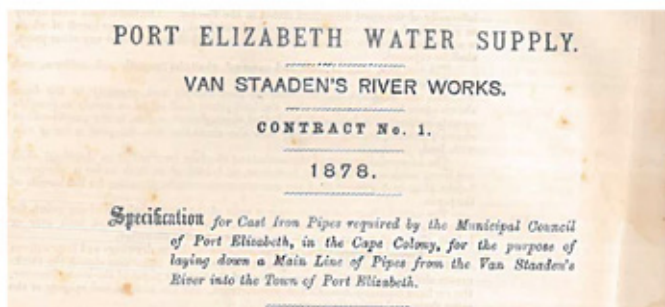 PORT ELIZABETH WATER SUPPLY.
VAN STAADEN'S RIVER WORKS.
CONTRACT No. 1.
1878.
Specification for Cast Iron Pipes required by the Municipal Council
of Port Elizabeth, in the Cape Colony, for the purpose of
laying down a Main Line of Pipes from the Van Staaden's
River into the Town of Port Elizabeth.